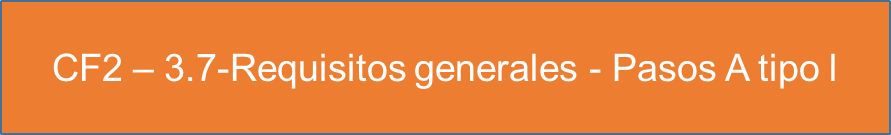 CF2 – 3.7-Requisitos generales - Pasos A tipo I